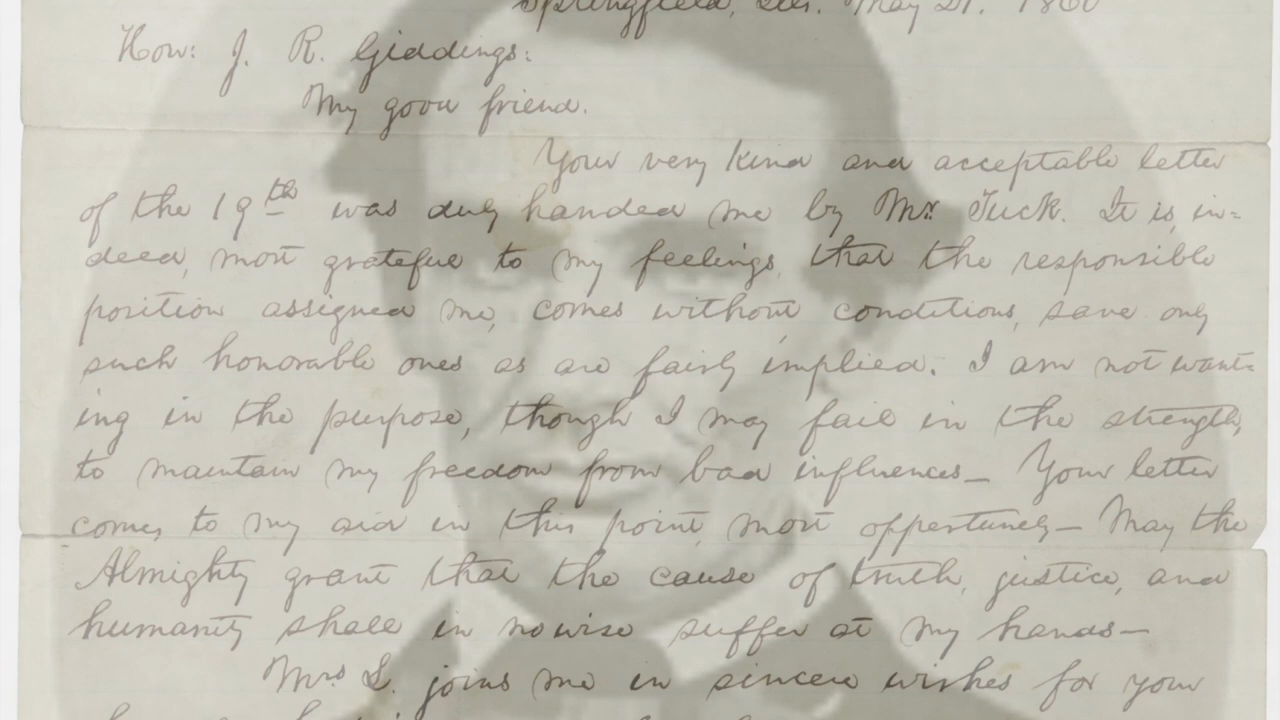 Springfield, Ills. May 21. 1860
Hon: J. R. Giddings:
My good friend.
Your very kind and acceptable letter
of the 19th was duly handed me by Mr. Tuck. It is, in=
deed, most grateful to my feelings, that the responsible
position assigned me, comes without conditions, save only
such honorable ones as are fairly implied. I am not want=
ing in the purpose, though I may fail in the strength,
to maintain my freedom from bad influences— Your letter
comes to my aid in this point, most opportunely— May the
Almighty grant that the cause of truth, justice, and
humanity, shall in no wise suffer at my hands—
Mrs L. joins me in sincere wishes for your